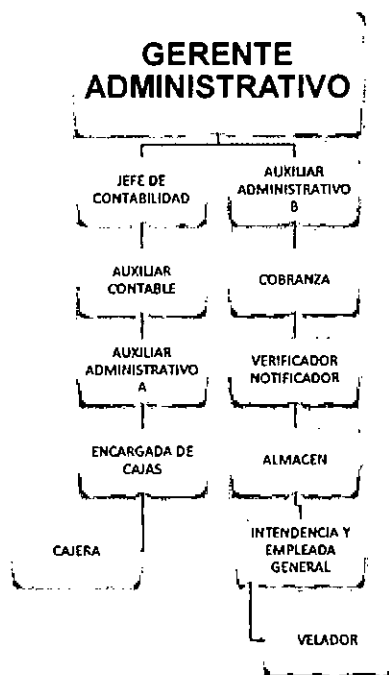 GERENTE
ADMINISTRATIVO
JEFE DE
CONTABILIDAD
AUXILIAR
ADMINISTRATIVO
B
AUXILIAR
CONTABLE
COBRANZA
AUXILIAR
ADMINISTRATIVO
A
VERIFICADOR
NOTIFICADOR
ENCARGADA DE
CAJAS
ALMACEN
CAJERA
INTENDENCIA Y
EMPLEADA
GENERAL
VELADOR